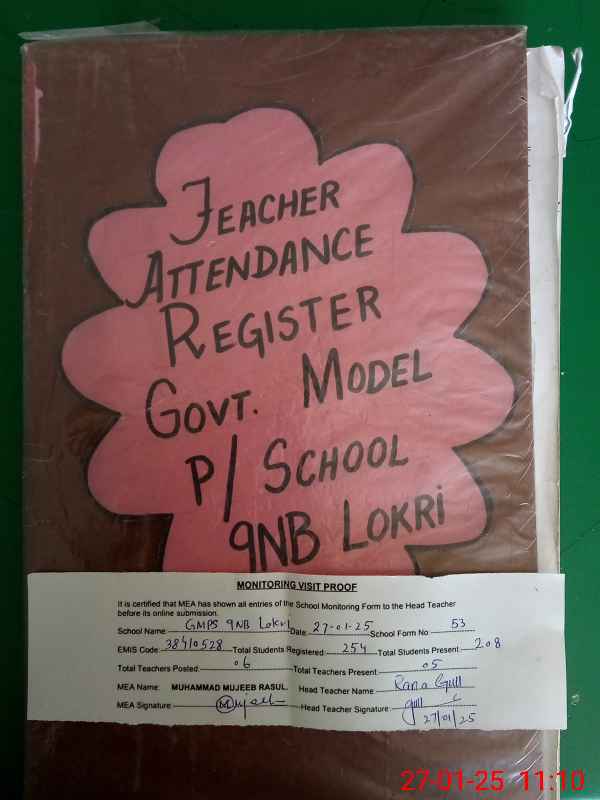 TEACHER
ATTENDANCE
REGISTER
GOVT. MODEL
P/ SCHOOL
9NB LOKRi
MONITORING VISIT PROOF
It is certified that MEA has shown all entries of the School Monitoring Form to the Head Teacher
before its online submission.
School Name: GMPS 9NB Lokri Date: 27-01-25 School Form No: 53
EMIS Code: 38410528 Total Students Registered: 254 Total Students Present: 208
Total Teachers Posted: 06 Total Teachers Present: 05
MEA Name: MUHAMMAD MUJEEB RASUL. Head Teacher Name: Rana Gull
MEA Signature: Mujeeb Head Teacher Signature: gull
27/01/25
27-01-25 11:10